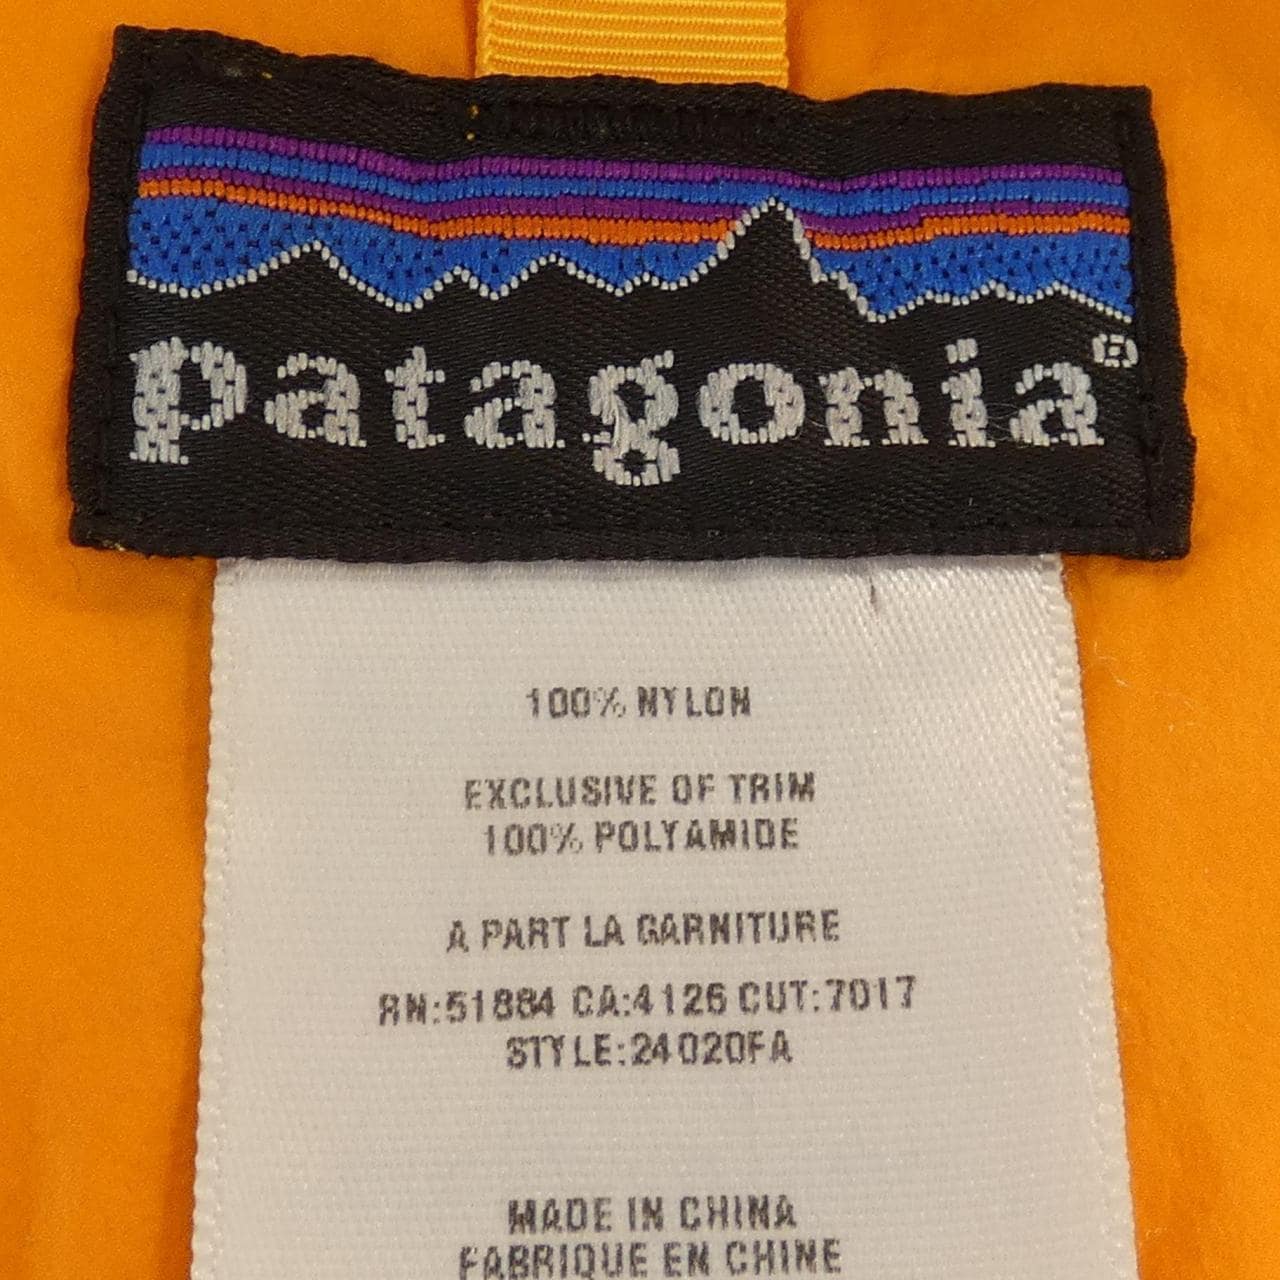 patagonia®
100% NYLON
EXCLUSIVE OF TRIM
100% POLYAMIDE
A PART LA GARNITURE
RN:51884 CA:4126 CUT:7017
STYLE:24020FA
MADE IN CHINA
FABRIQUE EN CHINE